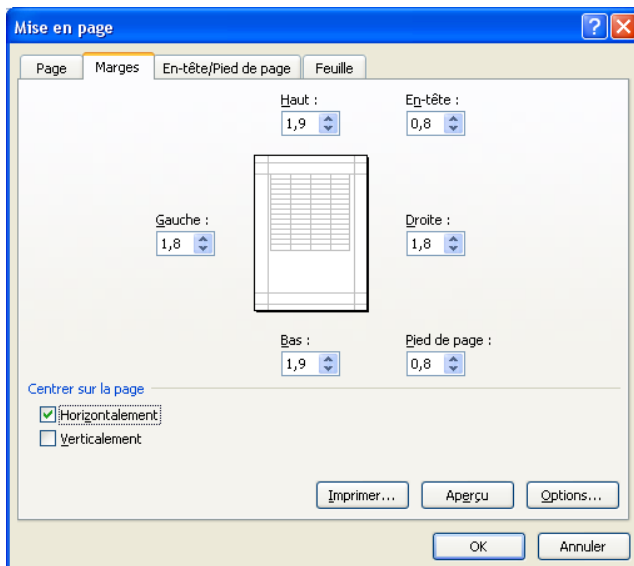 Mise en page
Page Marges En-tête/Pied de page Feuille
Haut : En-tête :
1,9 0,8
Gauche : Droite :
1,8 1,8
Bas : Pied de page :
1,9 0,8
Centrer sur la page
Horizontalement
Verticalement
Imprimer... Aperçu Options...
OK Annuler